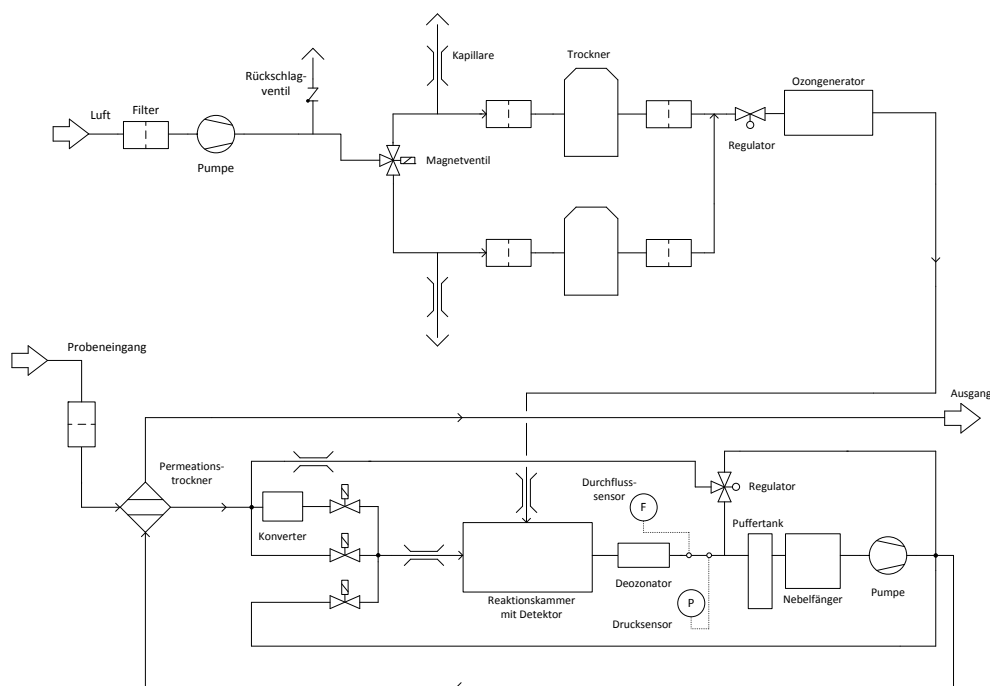 Kapillare
Trockner
Rückschlag-
ventil
Ozongenerator
Luft
Filter
Pumpe
Magnetventil
Regulator
Probeneingang
Ausgang
Permeations-
trockner
Durchfluss-
sensor
F
Regulator
Konverter
Puffertank
Deozonator
Reaktionskammer
mit Detektor
Drucksensor
P
Nebelfänger
Pumpe